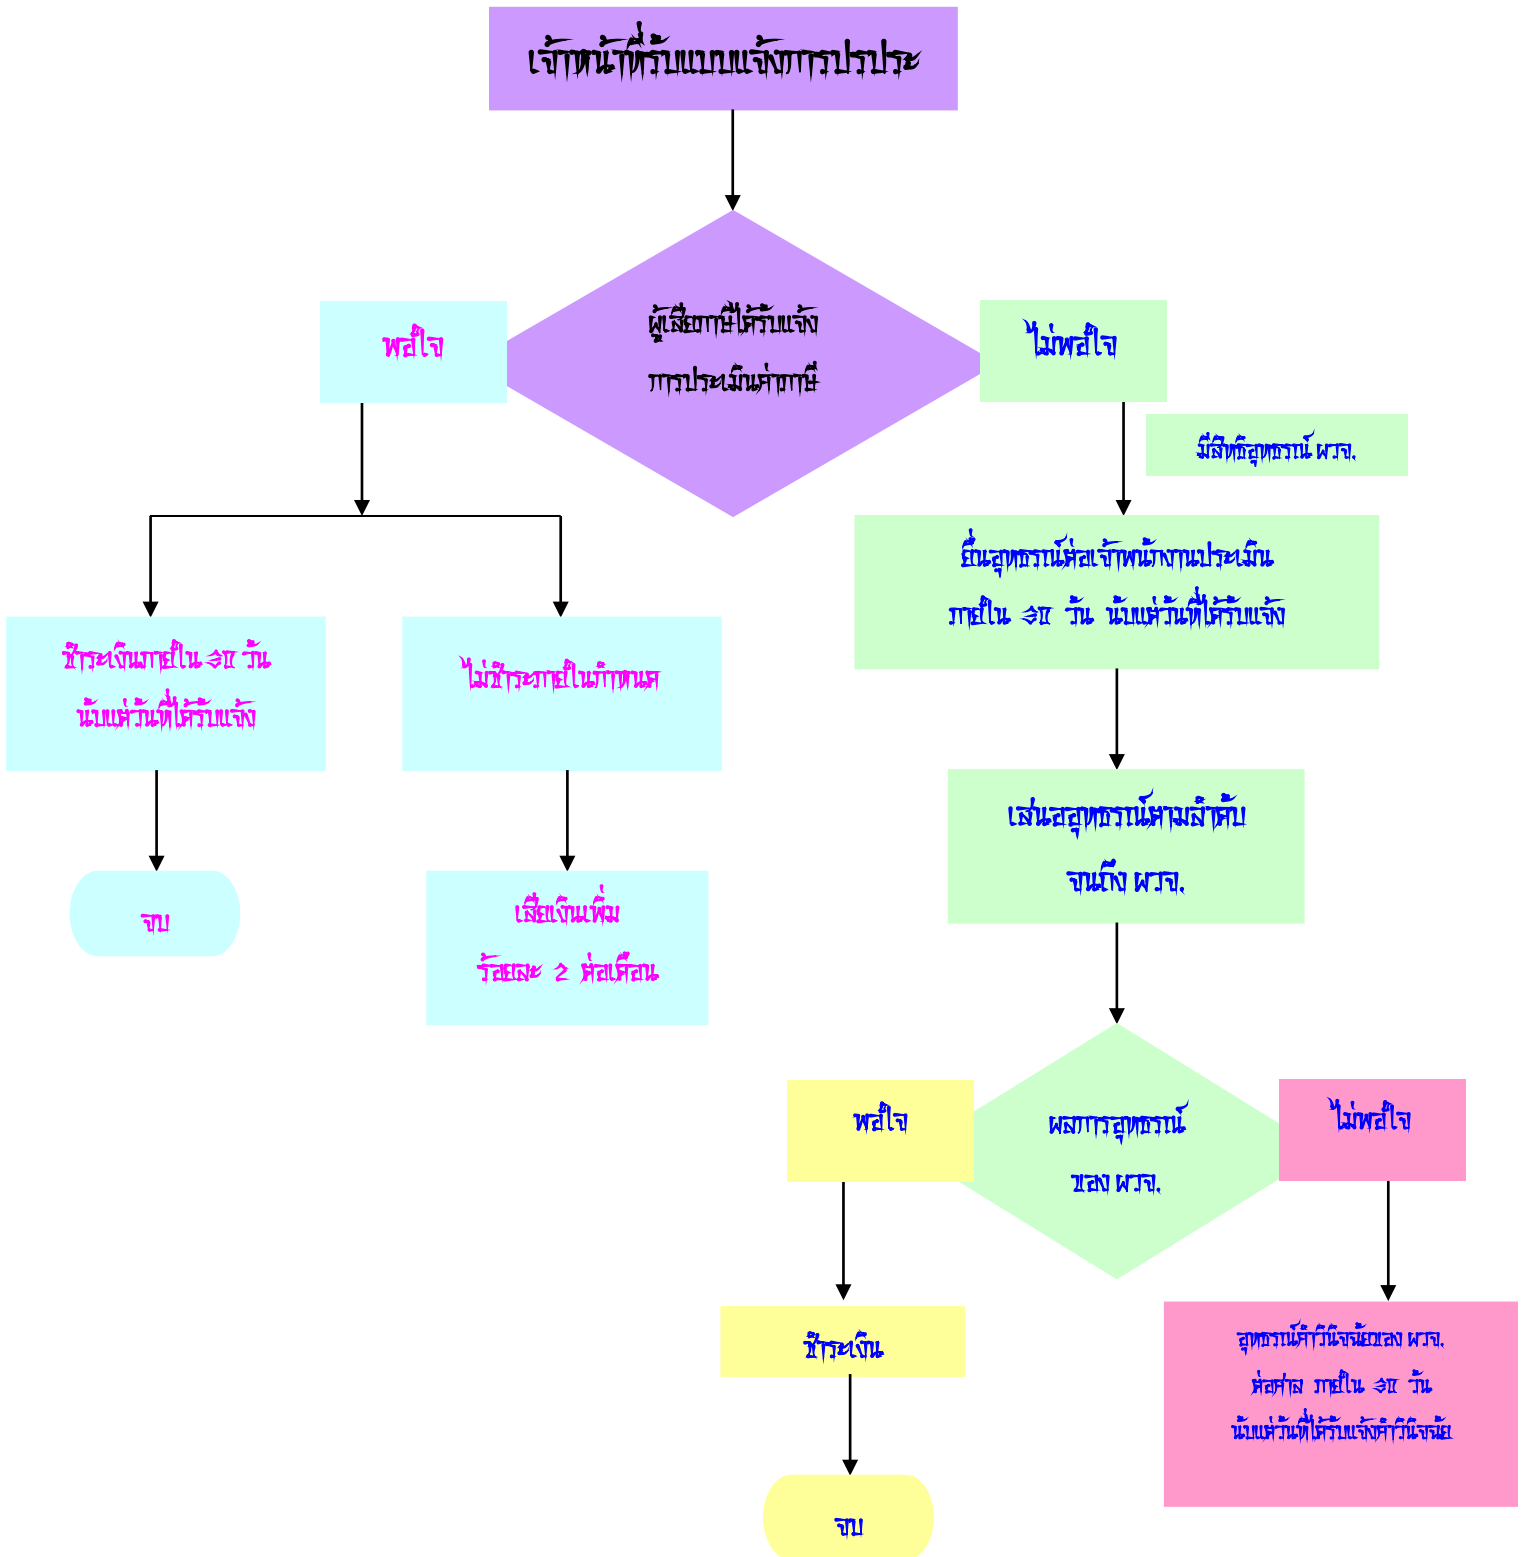 เจ้าหน้าที่รับแบบแจ้งการประประ
ผู้เสียภาษีได้รับแจ้ง
การประเมินค่าภาษี
พอใจ
ไม่พอใจ
มีสิทธิอุทธรณ์ ผวจ.
ยื่นอุทธรณ์ต่อเจ้าพนักงานประเมิน
ภายใน 30 วัน นับแต่วันที่ได้รับแจ้ง
ชำระเงินภายใน 30 วัน
นับแต่วันที่ได้รับแจ้ง
ไม่ชำระภายในกำหนด
เสนออุทธรณ์ตามลำดับ
จนถึง ผวจ.
จบ
เสียเงินเพิ่ม
ร้อยละ 2 ต่อเดือน
พอใจ
ผลการอุทธรณ์
ของ ผวจ.
ไม่พอใจ
ชำระเงิน
อุทธรณ์คำวินิจฉัยของ ผวจ.
ต่อศาล ภายใน 30 วัน
นับแต่วันที่ได้รับแจ้งคำวินิจฉัย
จบ